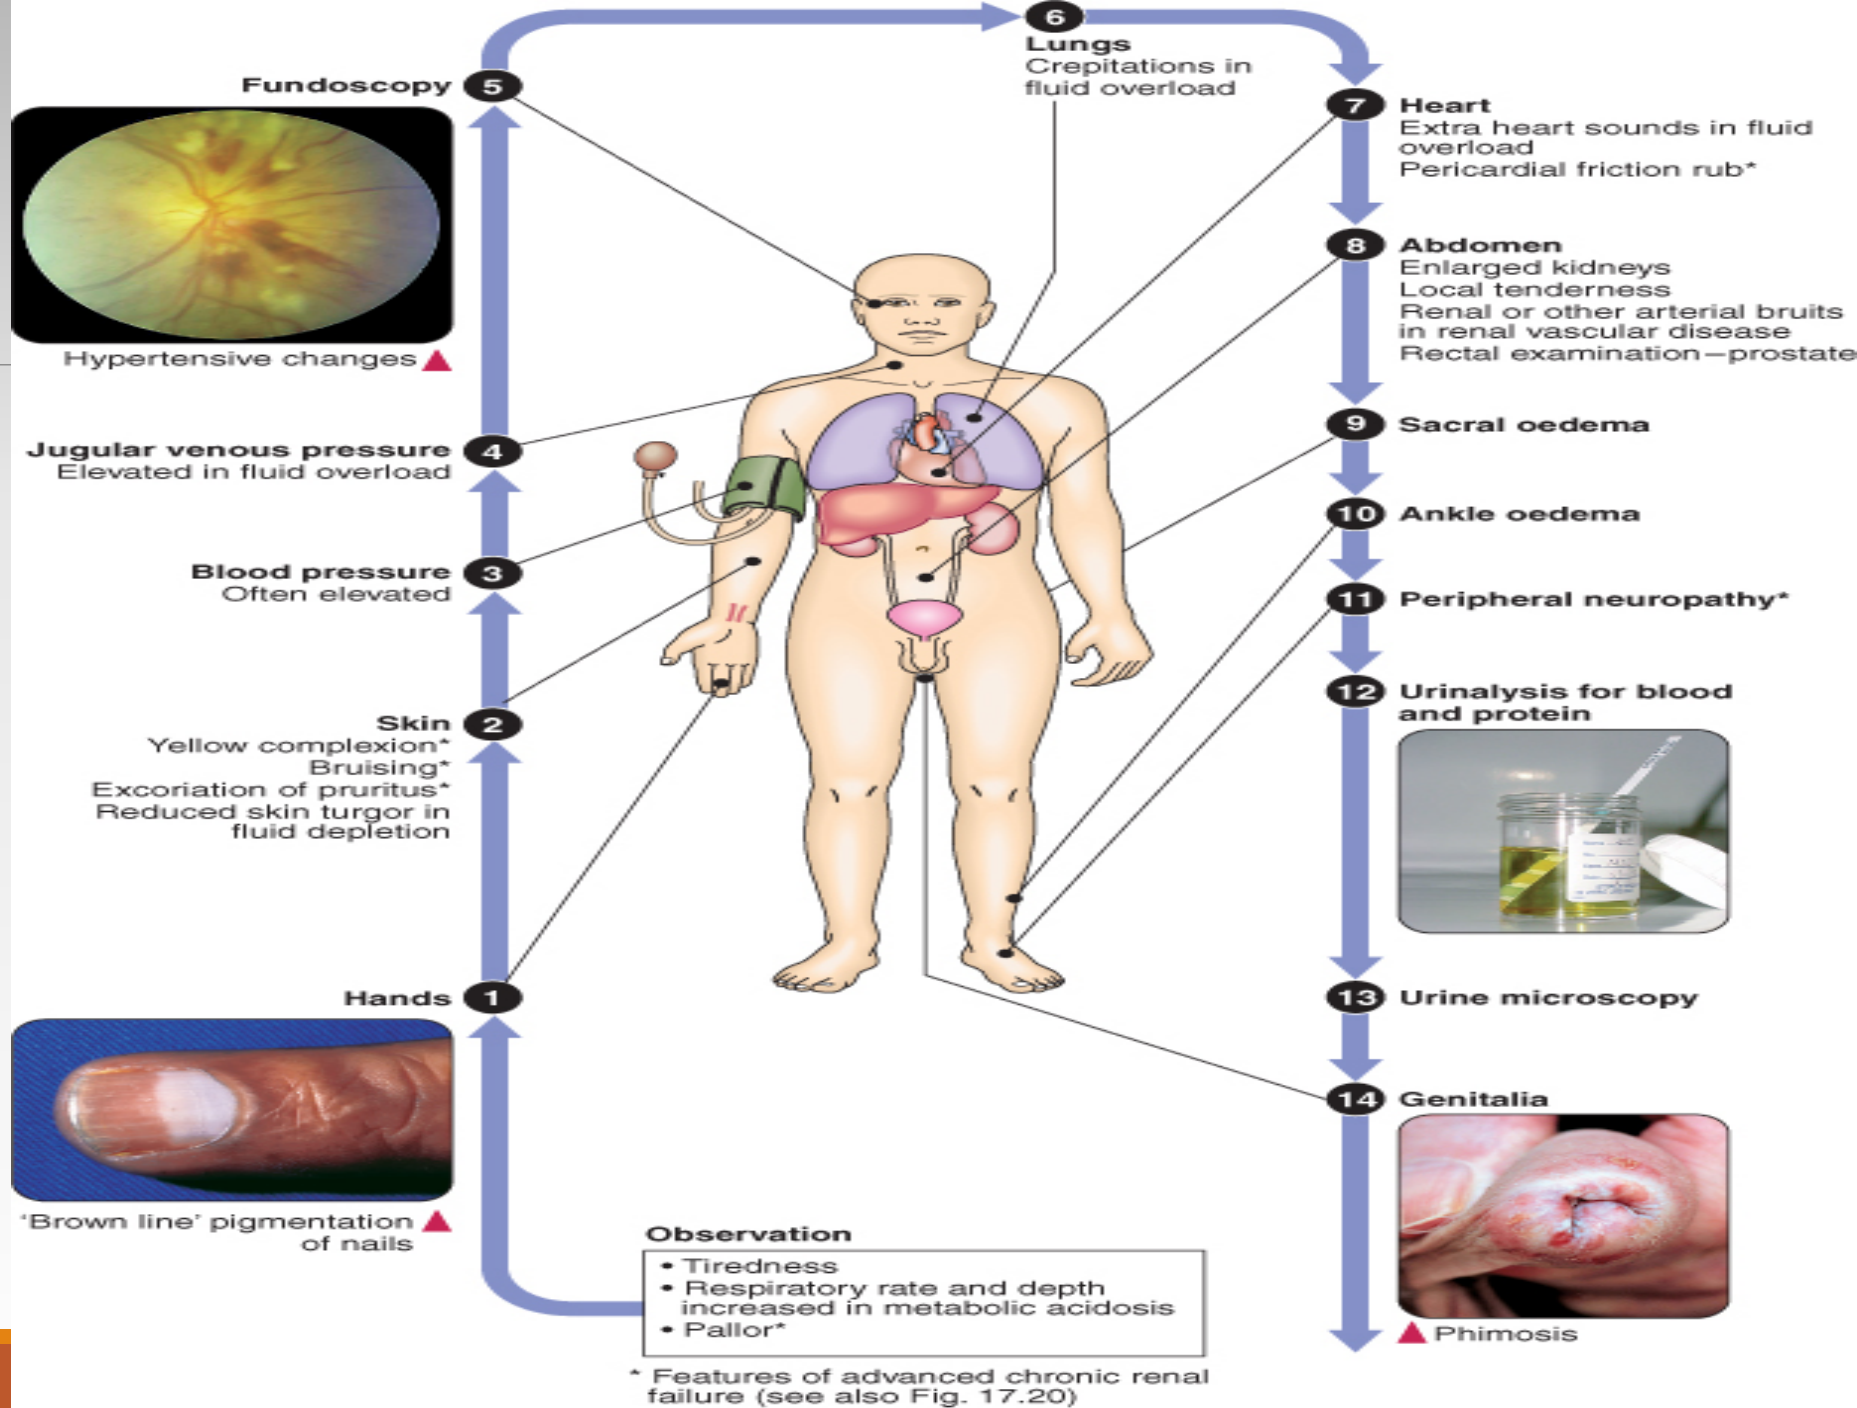 Observation
• Tiredness
• Respiratory rate and depth
increased in metabolic acidosis
• Pallor*
* Features of advanced chronic renal
failure (see also Fig. 17.20)
1
Hands
'Brown line' pigmentation
of nails
2
Skin
Yellow complexion*
Bruising*
Excoriation of pruritus*
Reduced skin turgor in
fluid depletion
3
Blood pressure
Often elevated
4
Jugular venous pressure
Elevated in fluid overload
5
Fundoscopy
Hypertensive changes
6
Lungs
Crepitations in
fluid overload
7
Heart
Extra heart sounds in fluid
overload
Pericardial friction rub*
8
Abdomen
Enlarged kidneys
Local tenderness
Renal or other arterial bruits
in renal vascular disease
Rectal examination—prostate
9
Sacral oedema
10
Ankle oedema
11
Peripheral neuropathy*
12
Urinalysis for blood
and protein
13
Urine microscopy
14
Genitalia
Phimosis